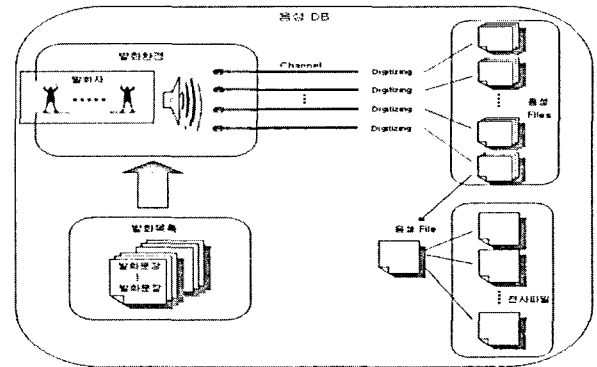 음성 DB
발화환경
발화자
Channel
Digitizing
Digitizing
Digitizing
Digitizing
음성
Files
발화목록
발화문장
발화문장
음성 File
전사파일